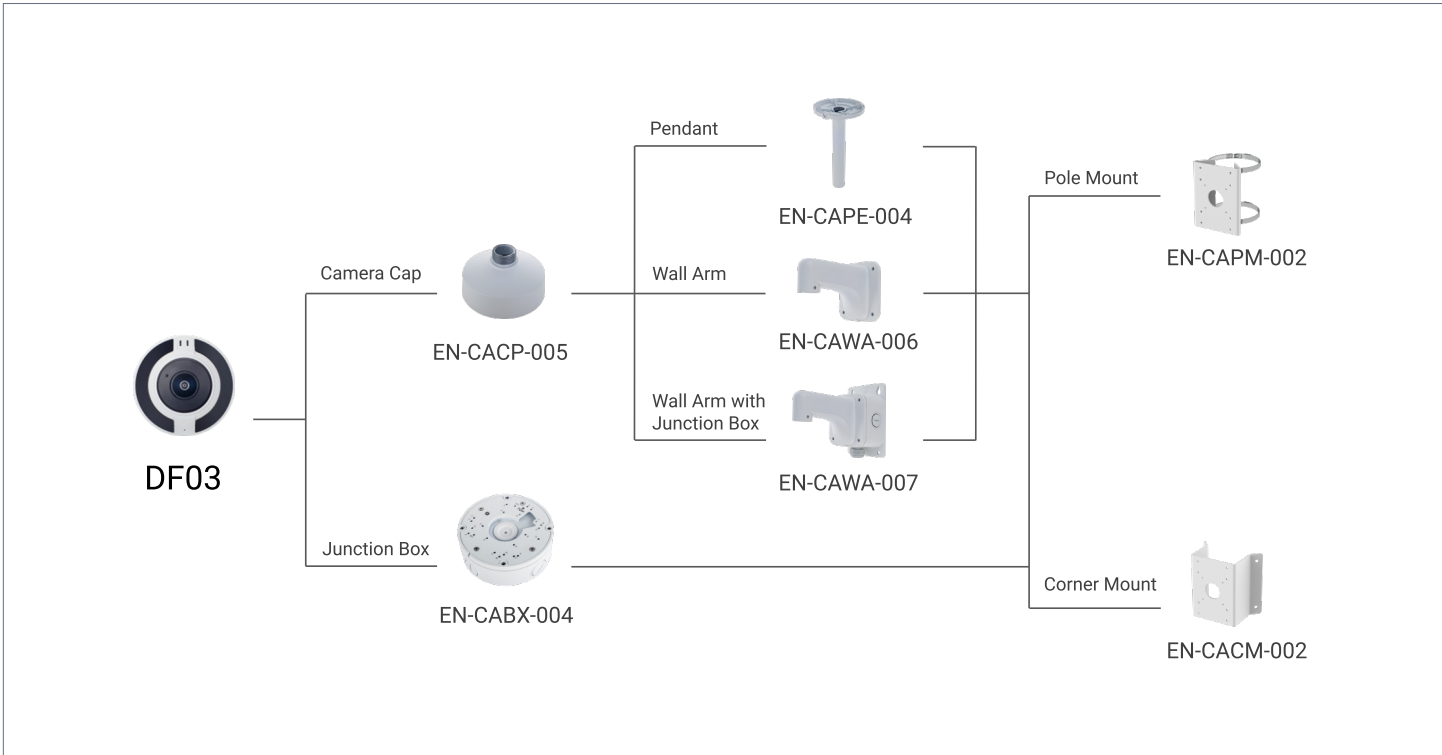 Pendant
EN-CAPE-004
Pole Mount
EN-CAPM-002
Camera Cap
EN-CACP-005
Wall Arm
EN-CAWA-006
DF03
Wall Arm with
Junction Box
EN-CAWA-007
Junction Box
EN-CABX-004
Corner Mount
EN-CACM-002